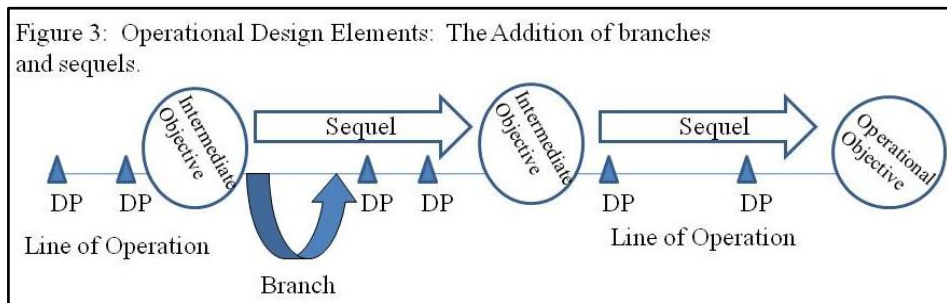 Figure 3: Operational Design Elements: The Addition of branches
and sequels.
Intermediate
Objective
Sequel
Intermediate
Objective
Sequel
Operational
Objective
DP
DP
DP
DP
DP
DP
Line of Operation
Line of Operation
Branch